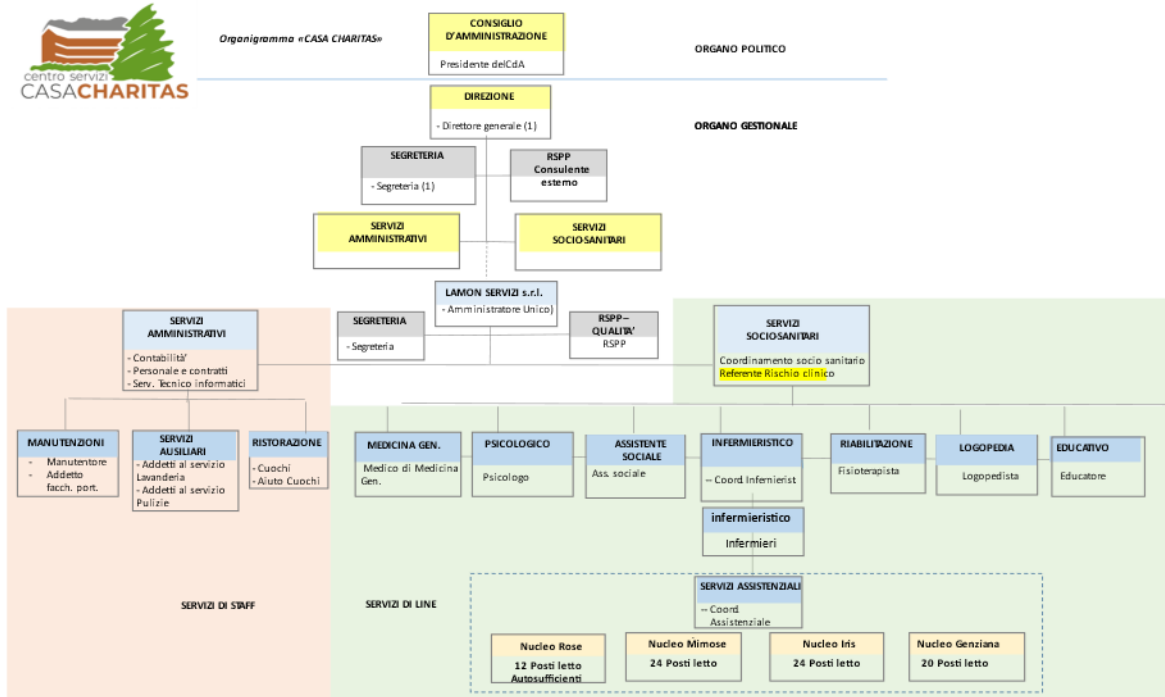 centro servizi
CASACHARITAS
Organigramma «CASA CHARITAS»
CONSIGLIO
D'AMMINISTRAZIONE
Presidente delCdA
ORGANO POLITICO
DIREZIONE
- Direttore generale (1)
ORGANO GESTIONALE
SEGRETERIA
- Segreteria (1)
RSPP
Consulente
esterno
SERVIZI
AMMINISTRATIVI
SERVIZI
SOCIO-SANITARI
LAMON SERVIZI s.r.l.
- Amministratore Unico)
SEGRETERIA
- Segreteria
RSPP–
QUALITA'
RSPP
SERVIZI
AMMINISTRATIVI
- Contabilità'
- Personale e contratti
- Serv. Tecnico informatici
SERVIZI
SOCIO-SANITARI
Coordinamento socio sanitario
Referente Rischio clinico
MANUTENZIONI
- Manutentore
- Addetto
facch. port.
SERVIZI
AUSILIARI
- Addetti al servizio
Lavanderia
- Addetti al servizio
Pulizie
RISTORAZIONE
- Cuochi
- Aiuto Cuochi
MEDICINA GEN.
Medico di Medicina
Gen.
PSICOLOGICO
Psicologo
ASSISTENTE
SOCIALE
Ass. sociale
INFERMIERISTICO
-- Coord. Infermierist
RIABILITAZIONE
Fisioterapista
LOGOPEDIA
Logopedista
EDUCATIVO
Educatore
infermieristico
Infermieri
SERVIZI DI STAFF
SERVIZI DI LINE
SERVIZI ASSISTENZIALI
-- Coord.
Assistenziale
Nucleo Rose
12 Posti letto
Autosufficienti
Nucleo Mimose
24 Posti letto
Nucleo Iris
24 Posti letto
Nucleo Genziana
20 Posti letto